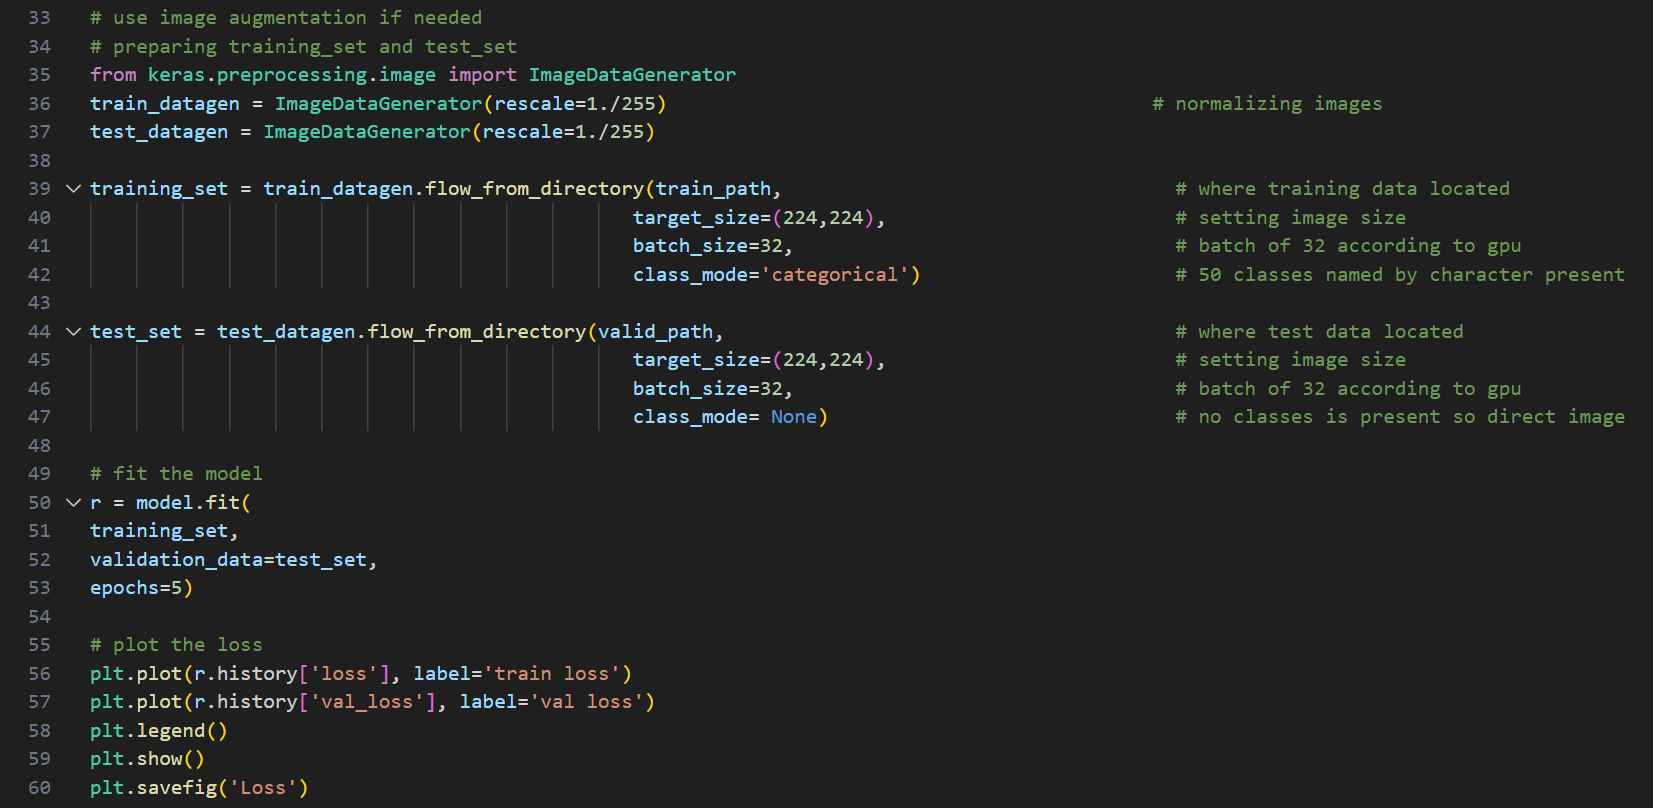 33 # use image augmentation if needed
34 # preparing training_set and test_set
35 from keras.preprocessing.image import ImageDataGenerator
36 train_datagen = ImageDataGenerator(rescale=1./255) # normalizing images
37 test_datagen = ImageDataGenerator(rescale=1./255)
38
39 training_set = train_datagen.flow_from_directory(train_path, # where training data located
40 target_size=(224,224), # setting image size
41 batch_size=32, # batch of 32 according to gpu
42 class_mode='categorical') # 50 classes named by character present
43
44 test_set = test_datagen.flow_from_directory(valid_path, # where test data located
45 target_size=(224,224), # setting image size
46 batch_size=32, # batch of 32 according to gpu
47 class_mode= None) # no classes is present so direct image
48
49 # fit the model
50 r = model.fit(
51 training_set,
52 validation_data=test_set,
53 epochs=5)
54
55 # plot the loss
56 plt.plot(r.history['loss'], label='train loss')
57 plt.plot(r.history['val_loss'], label='val loss')
58 plt.legend()
59 plt.show()
60 plt.savefig('Loss')